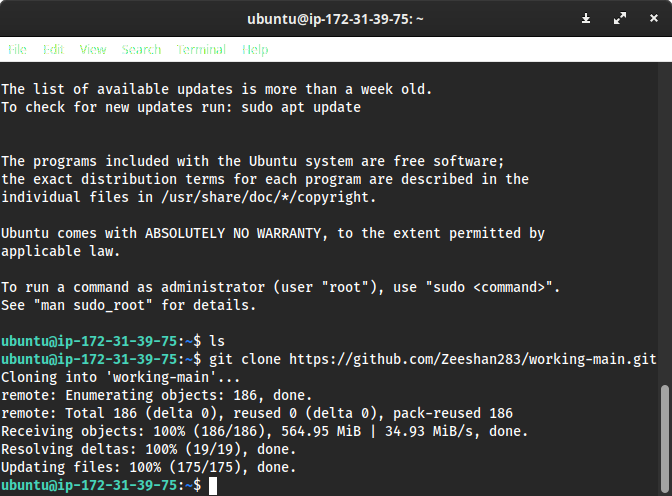 ubuntu@ip-172-31-39-75: ~
File Edit View Search Terminal Help
The list of available updates is more than a week old.
To check for new updates run: sudo apt update
The programs included with the Ubuntu system are free software;
the exact distribution terms for each program are described in the
individual files in /usr/share/doc/*/copyright.
Ubuntu comes with ABSOLUTELY NO WARRANTY, to the extent permitted by
applicable law.
To run a command as administrator (user "root"), use "sudo <command>".
See "man sudo_root" for details.
ubuntu@ip-172-31-39-75:~$ ls
ubuntu@ip-172-31-39-75:~$ git clone https://github.com/Zeeshan283/working-main.git
Cloning into 'working-main'...
remote: Enumerating objects: 186, done.
remote: Total 186 (delta 0), reused 0 (delta 0), pack-reused 186
Receiving objects: 100% (186/186), 564.95 MiB | 34.93 MiB/s, done.
Resolving deltas: 100% (19/19), done.
Updating files: 100% (175/175), done.
ubuntu@ip-172-31-39-75:~$